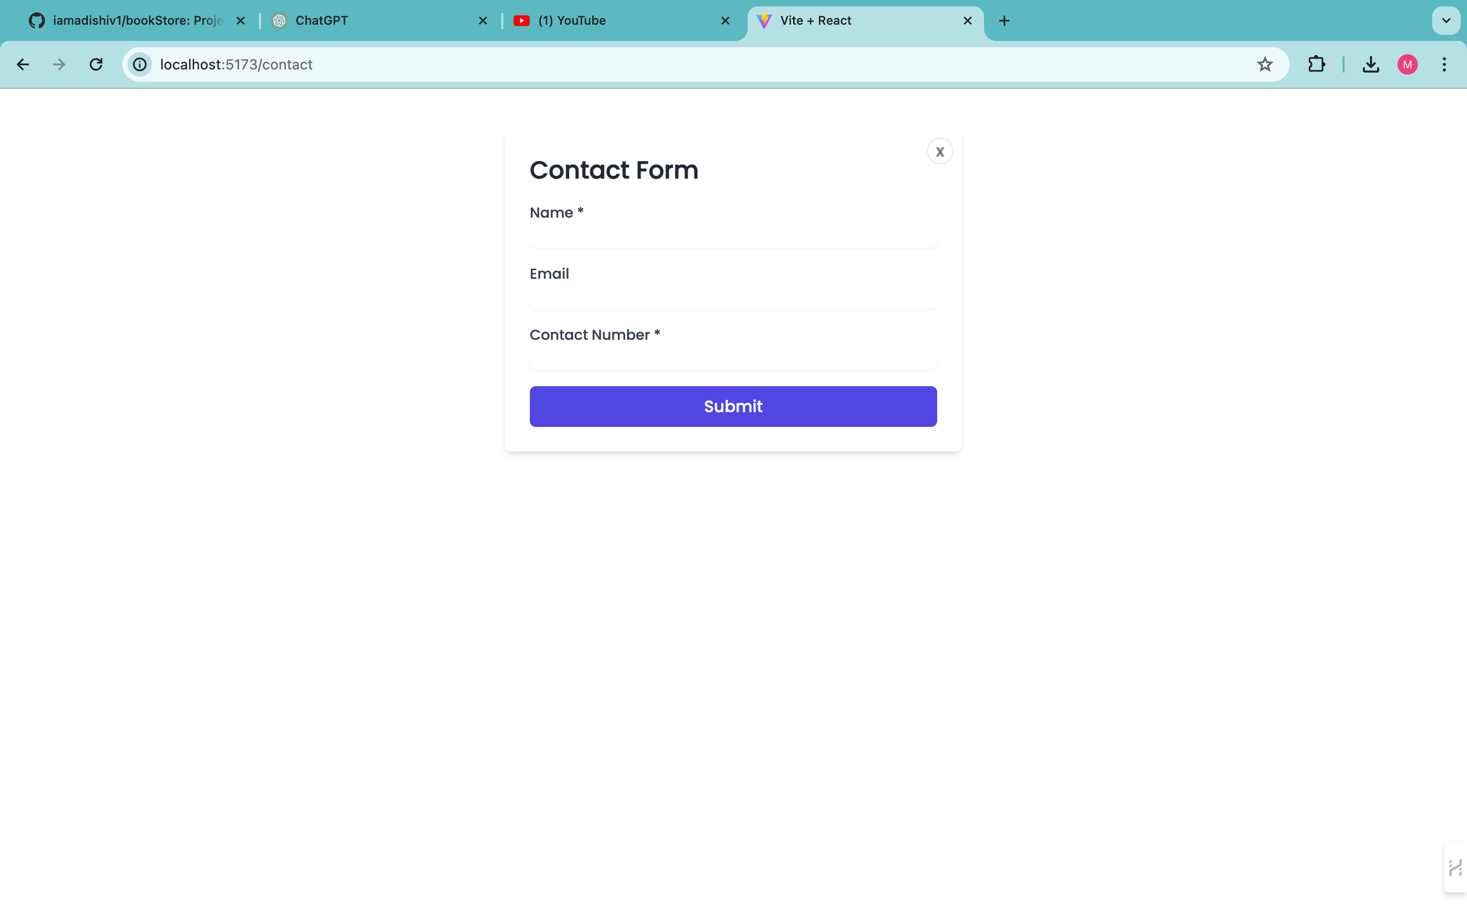 iamadishiv1/bookStore: Proje
ChatGPT
(1) YouTube
Vite + React
localhost:5173/contact
M
X
Contact Form
Name *
Email
Contact Number *
Submit